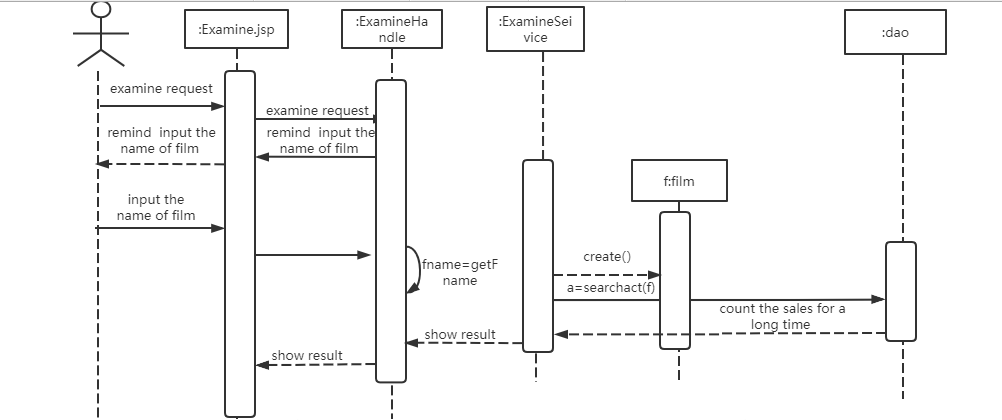 :Examine.jsp
:ExamineHa
ndle
:ExamineSei
vice
:dao
examine request
examine request
remind input the
name of film
remind input the
name of film
f:film
input the
name of film
create()
fname=getF
name
a=searchact(f)
count the sales for a
long time
show result
show result